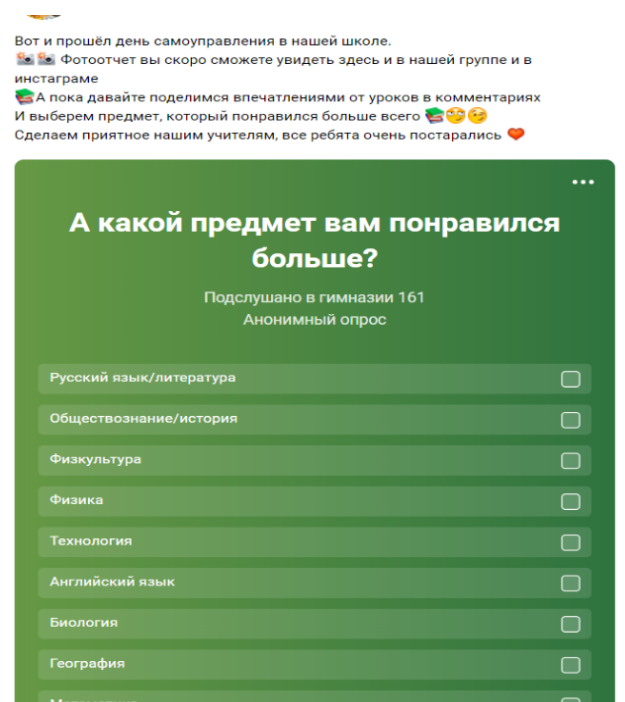 Вот и прошёл день самоуправления в нашей школе.
📸📸 Фотоотчет вы скоро сможете увидеть здесь и в нашей группе и в
инстаграме
📚А пока давайте поделимся впечатлениями от уроков в комментариях
И выберем предмет, который понравился больше всего 📚🧐🧐
Сделаем приятное нашим учителям, все ребята очень постарались ❤
А какой предмет вам понравился
больше?
Подслушано в гимназии 161
Анонимный опрос
Русский язык/литература
Обществознание/история
Физкультура
Физика
Технология
Английский язык
Биология
География